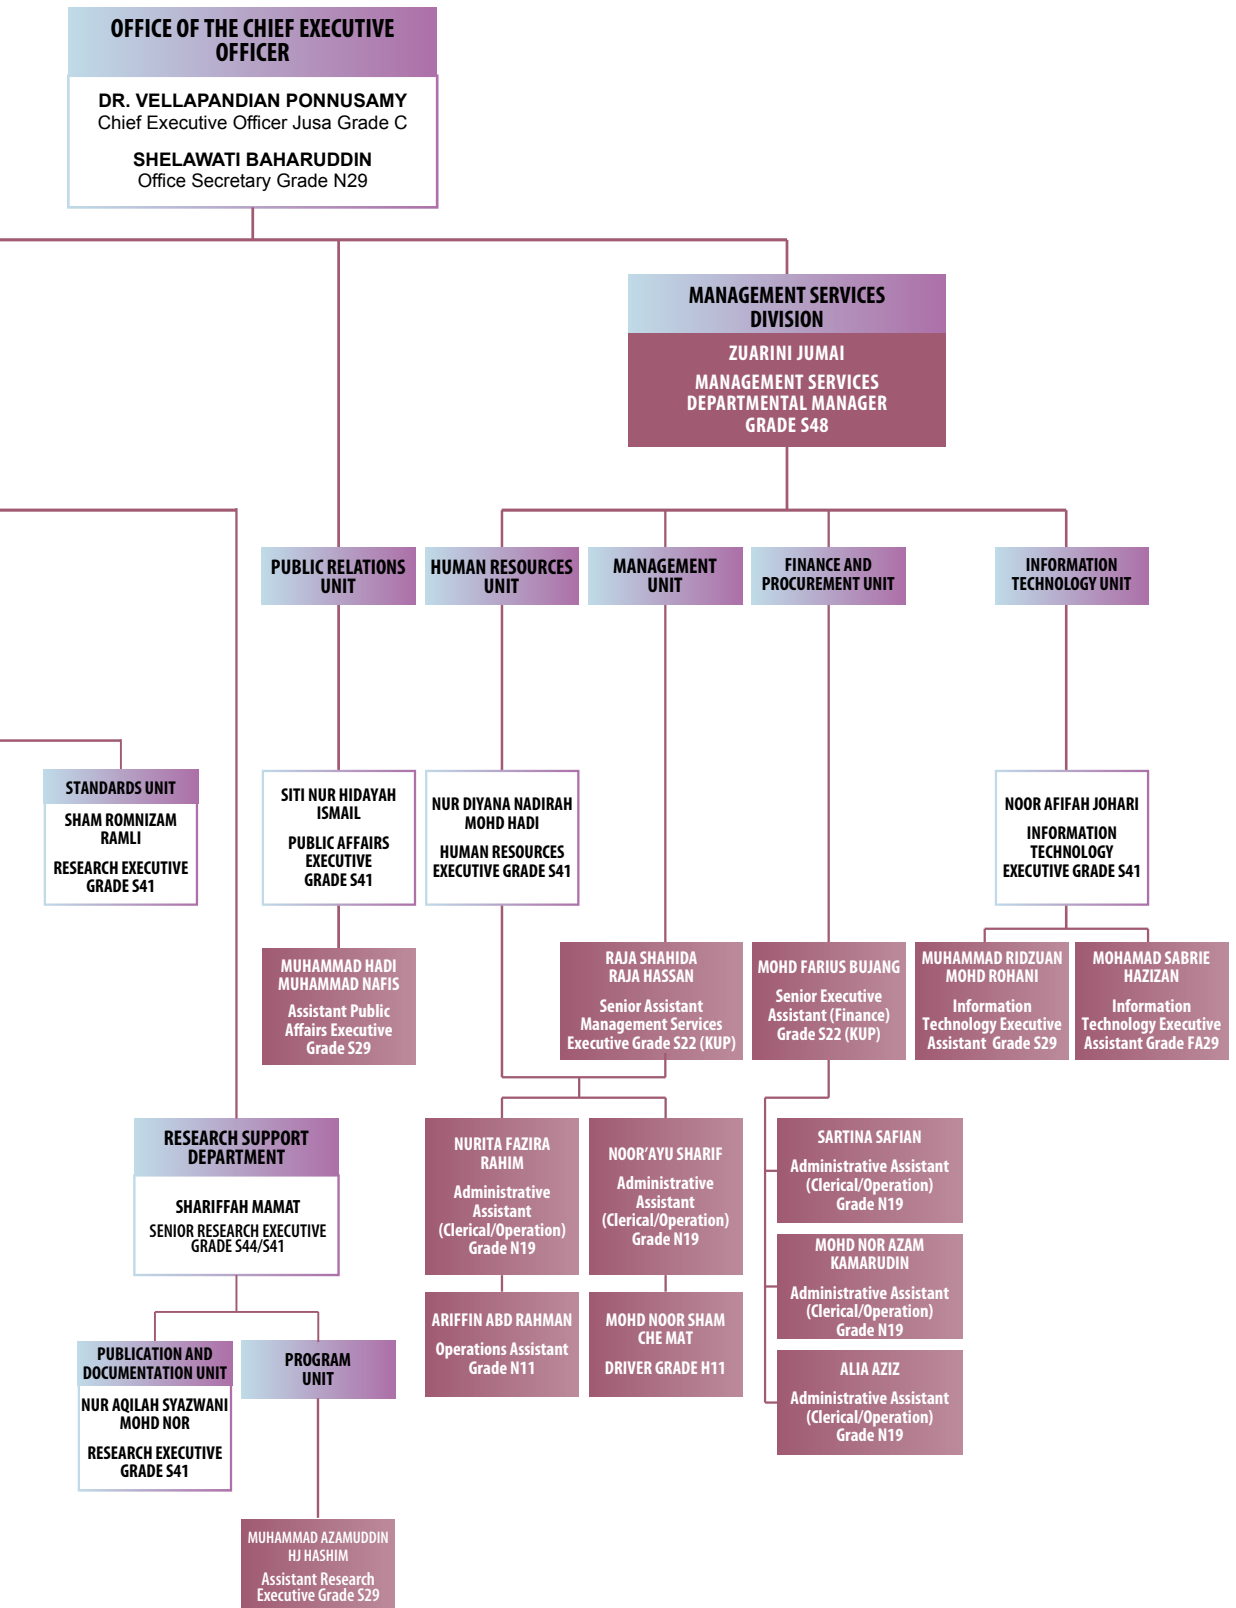 OFFICE OF THE CHIEF EXECUTIVE
OFFICER
DR. VELLAPANDIAN PONNUSAMY
Chief Executive Officer Jusa Grade C
SHELAWATI BAHARUDDIN
Office Secretary Grade N29
MANAGEMENT SERVICES
DIVISION
ZUARINI JUMAI
MANAGEMENT SERVICES
DEPARTMENTAL MANAGER
GRADE S48
PUBLIC RELATIONS
UNIT
HUMAN RESOURCES
UNIT
MANAGEMENT
UNIT
FINANCE AND
PROCUREMENT UNIT
INFORMATION
TECHNOLOGY UNIT
STANDARDS UNIT
SHAM ROMNIZAM
RAMLI
RESEARCH EXECUTIVE
GRADE S41
SITI NUR HIDAYAH
ISMAIL
PUBLIC AFFAIRS
EXECUTIVE
GRADE S41
NUR DIYANA NADIRAH
MOHD HADI
HUMAN RESOURCES
EXECUTIVE GRADE S41
NOOR AFIFAH JOHARI
INFORMATION
TECHNOLOGY
EXECUTIVE GRADE S41
MUHAMMAD HADI
MUHAMMAD NAFIS
Assistant Public
Affairs Executive
Grade S29
RAJA SHAHIDA
RAJA HASSAN
Senior Assistant
Management Services
Executive Grade S22 (KUP)
MOHD FARIUS BUJANG
Senior Executive
Assistant (Finance)
Grade S22 (KUP)
MUHAMMAD RIDZUAN
MOHD ROHANI
Information
Technology Executive
Assistant Grade S29
MOHAMAD SABRIE
HAZIZAN
Information
Technology Executive
Assistant Grade FA29
RESEARCH SUPPORT
DEPARTMENT
SHARIFFAH MAMAT
SENIOR RESEARCH EXECUTIVE
GRADE S44/S41
NURITA FAZIRA
RAHIM
Administrative
Assistant
(Clerical/Operation)
Grade N19
NOOR'AYU SHARIF
Administrative
Assistant
(Clerical/Operation)
Grade N19
SARTINA SAFIAN
Administrative Assistant
(Clerical/Operation)
Grade N19
MOHD NOR AZAM
KAMARUDIN
Administrative Assistant
(Clerical/Operation)
Grade N19
ARIFFIN ABD RAHMAN
Operations Assistant
Grade N11
MOHD NOOR SHAM
CHE MAT
DRIVER GRADE H11
ALIA AZIZ
Administrative Assistant
(Clerical/Operation)
Grade N19
PUBLICATION AND
DOCUMENTATION UNIT
NUR AQILAH SYAZWANI
MOHD NOR
RESEARCH EXECUTIVE
GRADE S41
PROGRAM
UNIT
MUHAMMAD AZAMUDDIN
HJ HASHIM
Assistant Research
Executive Grade S29